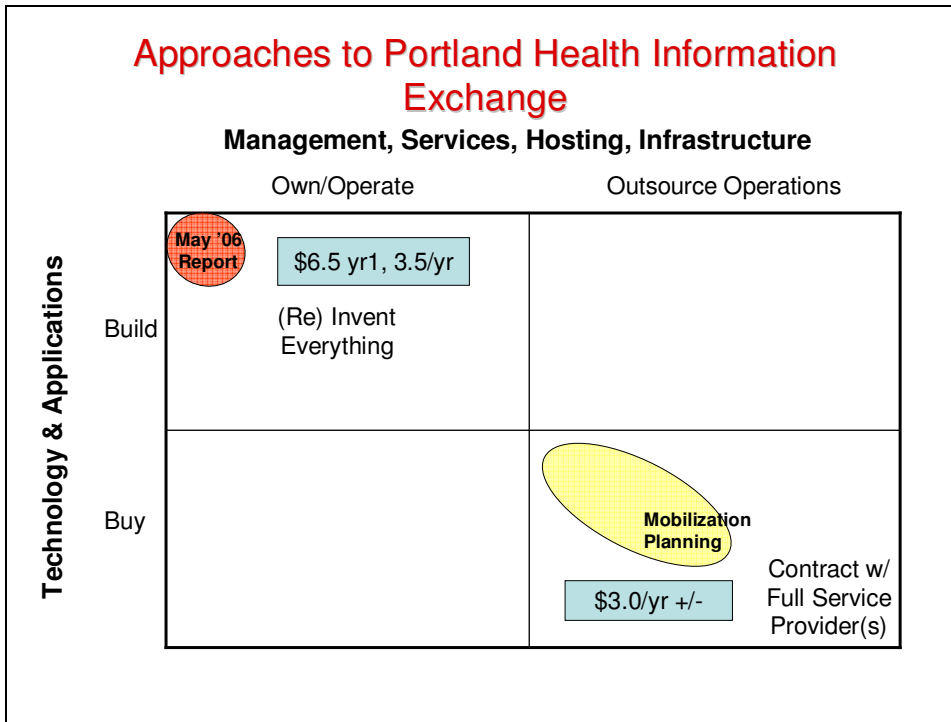 Approaches to Portland Health Information
Exchange
Management, Services, Hosting, Infrastructure
Own/Operate
Outsource Operations
Technology & Applications
Build
May '06
Report
$6.5 yr1, 3.5/yr
(Re) Invent
Everything
Buy
Mobilization
Planning
$3.0/yr +/-
Contract w/
Full Service
Provider(s)